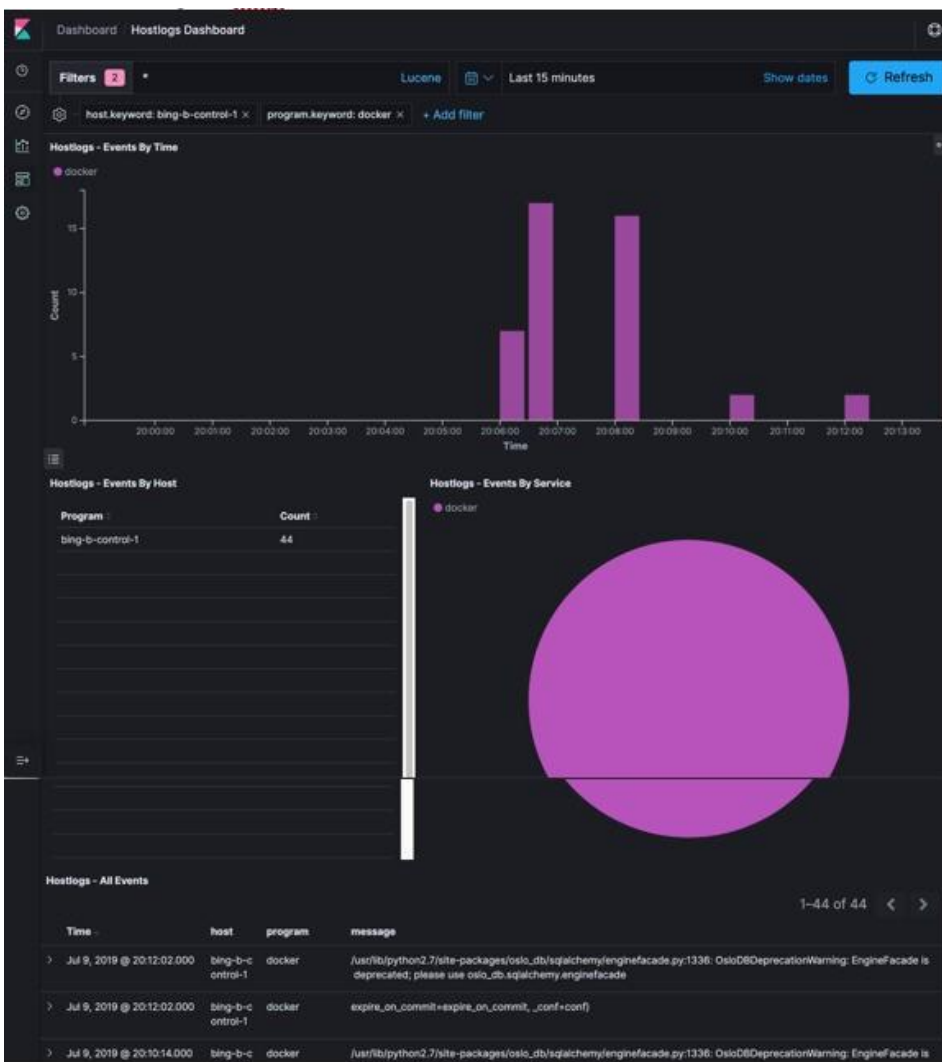 Dashboard / Hostlogs Dashboard
Filters 2 * Lucene Last 15 minutes Show dates Refresh
host.keyword: bing-b-control-1 × program.keyword: docker × + Add filter
Hostlogs - Events By Time
docker
15
10
5
0
Count
20:00:00 20:01:00 20:02:00 20:03:00 20:04:00 20:05:00 20:06:00 20:07:00 20:08:00 20:09:00 20:10:00 20:11:00 20:12:00 20:13:00
Time
Hostlogs - Events By Host
Program Count
bing-b-control-1 44
Hostlogs - Events By Service
docker
Hostlogs - All Events
1–44 of 44
Time host program message
Jul 9, 2019 @ 20:12:02.000 bing-b-c docker /usr/lib/python2.7/site-packages/oslo_db/sqlalchemy/enginefacade.py:1336: OsloDBDeprecationWarning: EngineFacade is
ontrol-1 deprecated; please use oslo_db.sqlalchemy.enginefacade
Jul 9, 2019 @ 20:12:02.000 bing-b-c docker expire_on_commit=expire_on_commit, _conf=conf)
ontrol-1
Jul 9, 2019 @ 20:10:14.000 bing-b-c docker /usr/lib/python2.7/site-packages/oslo_db/sqlalchemy/enginefacade.py:1336: OsloDBDeprecationWarning: EngineFacade is